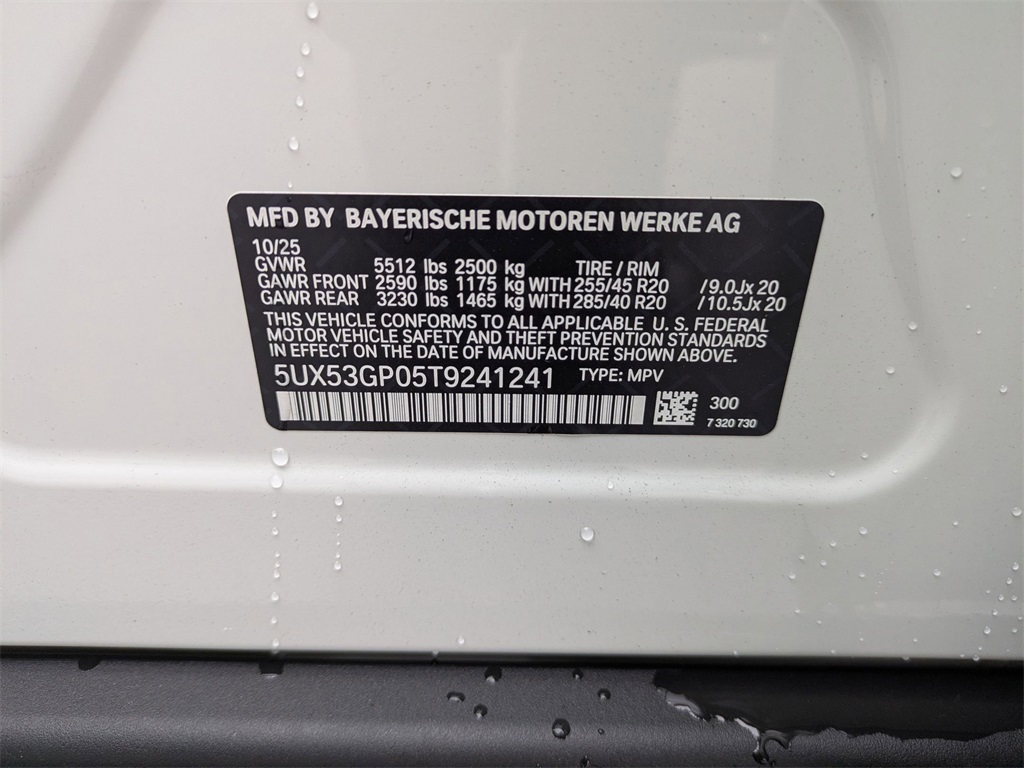 MFD BY BAYERISCHE MOTOREN WERKE AG
10/25
GVWR 5512 lbs 2500 kg TIRE / RIM
GAWR FRONT 2590 lbs 1175 kg WITH 255/45 R20 /9.0Jx 20
GAWR REAR 3230 lbs 1465 kg WITH 285/40 R20 /10.5Jx 20
THIS VEHICLE CONFORMS TO ALL APPLICABLE U. S. FEDERAL
MOTOR VEHICLE SAFETY AND THEFT PREVENTION STANDARDS
IN EFFECT ON THE DATE OF MANUFACTURE SHOWN ABOVE.
5UX53GP05T9241241 TYPE: MPV
300
7 320 730